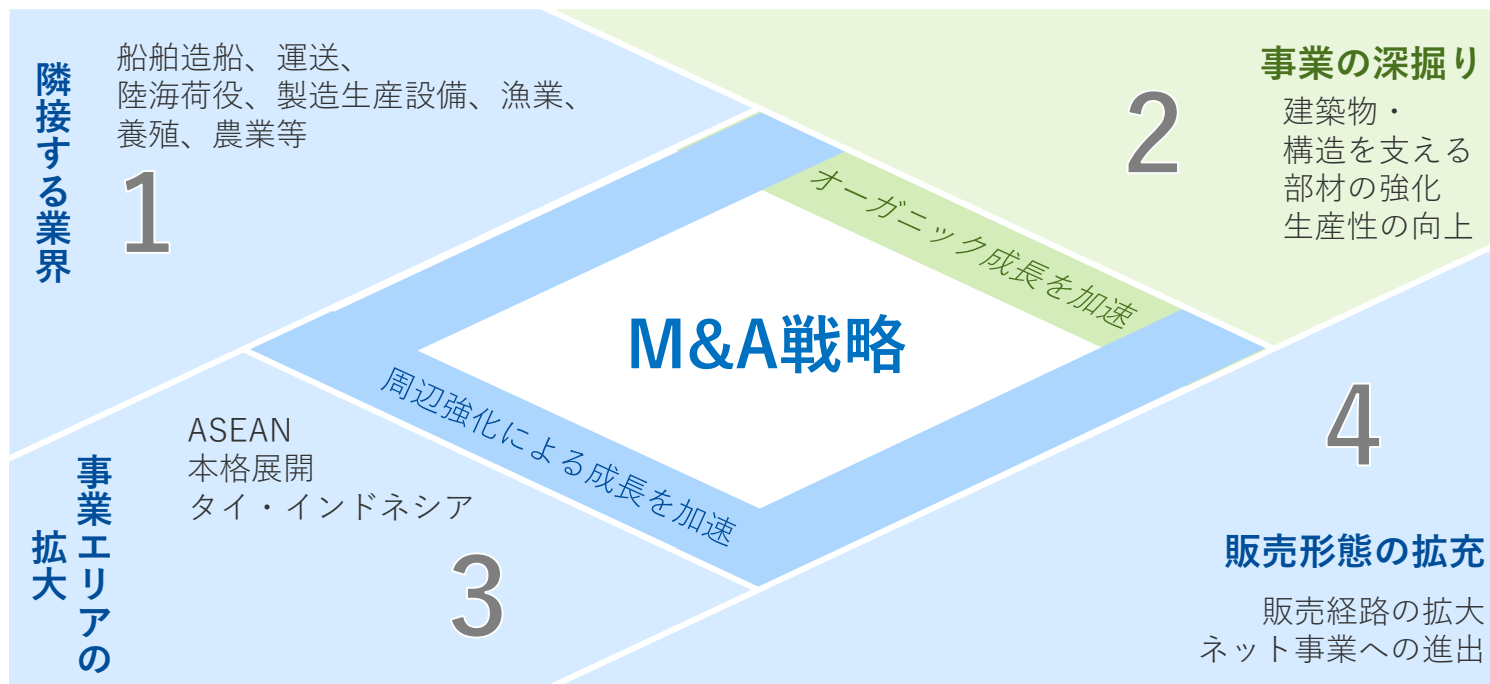 隣接する業界
船舶造船、運送、
陸海荷役、製造生産設備、漁業、
養殖、農業等
1
事業の深掘り
2
建築物・
構造を支える
部材の強化
生産性の向上
オーガニック成長を加速
M&A戦略
周辺強化による成長を加速
事業エリアの
拡大
ASEAN
本格展開
タイ・インドネシア
3
4
販売形態の拡充
販売経路の拡大
ネット事業への進出